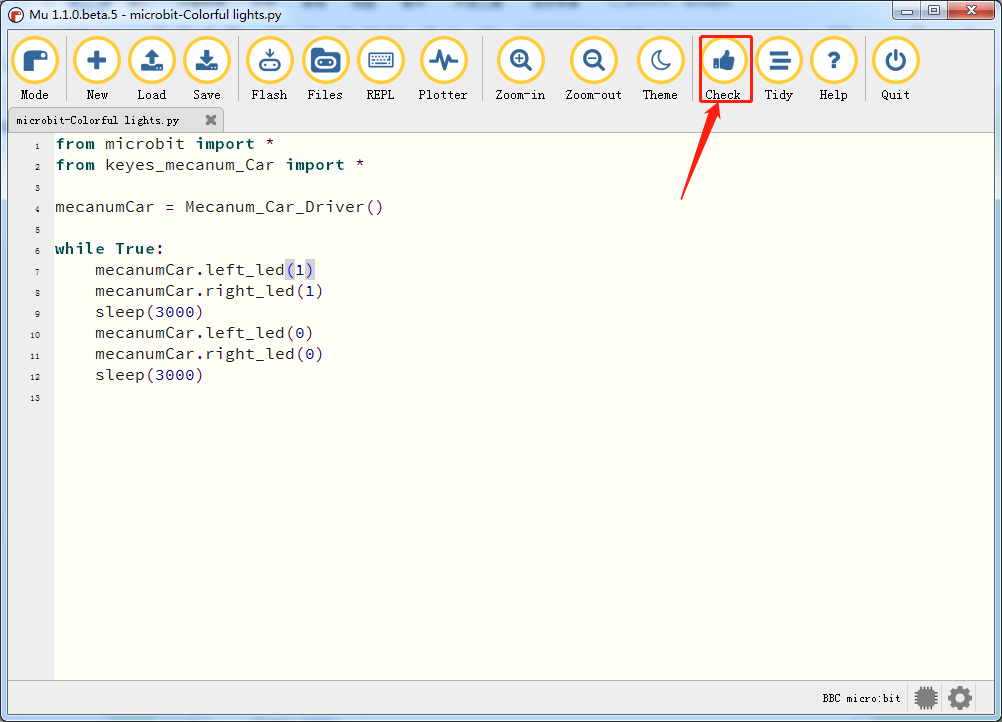 Mu 1.1.0.beta.5 - microbit-Colorful lights.py
Mode New Load Save Flash Files REPL Plotter Zoom-in Zoom-out Theme Check Tidy Help Quit
microbit-Colorful lights.py
1 from microbit import *
2 from keyes_mecanum_Car import *
3
4 mecanumCar = Mecanum_Car_Driver()
5
6 while True:
7     mecanumCar.left_led(1)
8     mecanumCar.right_led(1)
9     sleep(3000)
10     mecanumCar.left_led(0)
11     mecanumCar.right_led(0)
12     sleep(3000)
13
BBC micro:bit